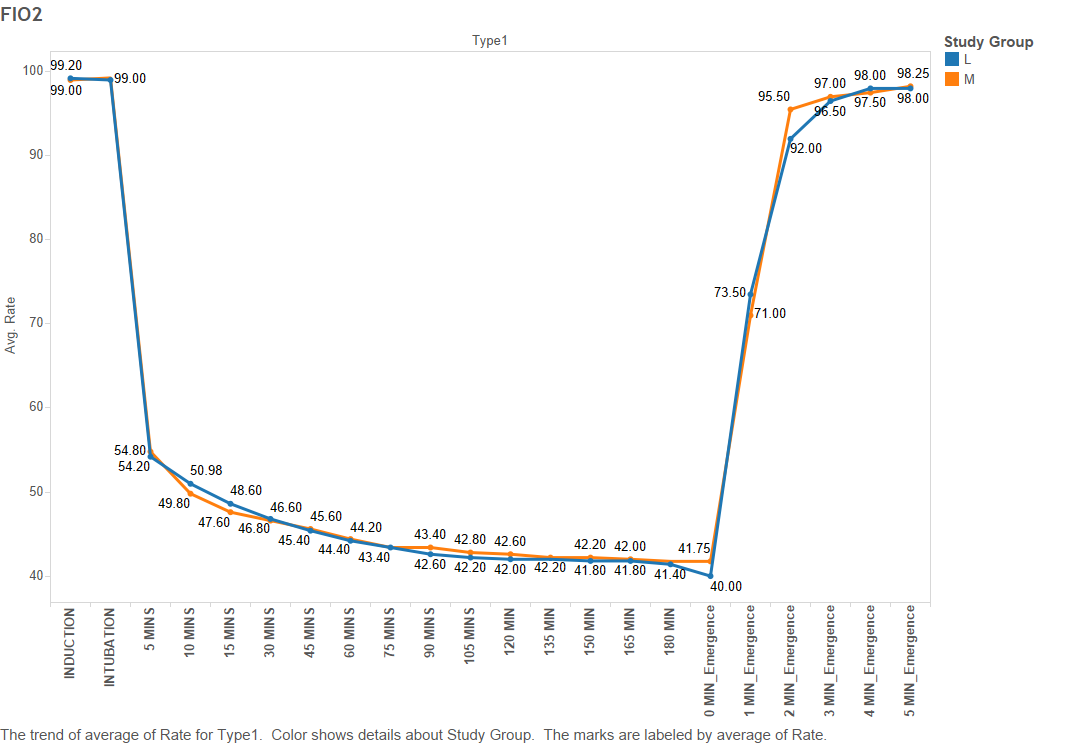 FIO2
Type1
Study Group
L
M
Avg. Rate
100
90
80
70
60
50
40
99.20
99.00
99.00
54.80
54.20
50.98
49.80
48.60
47.60
46.60
46.80
45.60
45.40
44.20
44.40
43.40
43.40
42.60
42.80
42.20
42.60
42.00
42.20
42.20
41.80
42.00
41.80
41.75
41.40
40.00
73.50
71.00
95.50
92.00
97.00
96.50
98.00
97.50
98.25
98.00
INDUCTION
INTUBATION
5 MINS
10 MINS
15 MINS
30 MINS
45 MINS
60 MINS
75 MINS
90 MINS
105 MINS
120 MIN
135 MIN
150 MIN
165 MIN
180 MIN
0 MIN_Emergence
1 MIN_Emergence
2 MIN_Emergence
3 MIN_Emergence
4 MIN_Emergence
5 MIN_Emergence
The trend of average of Rate for Type1.  Color shows details about Study Group.  The marks are labeled by average of Rate.